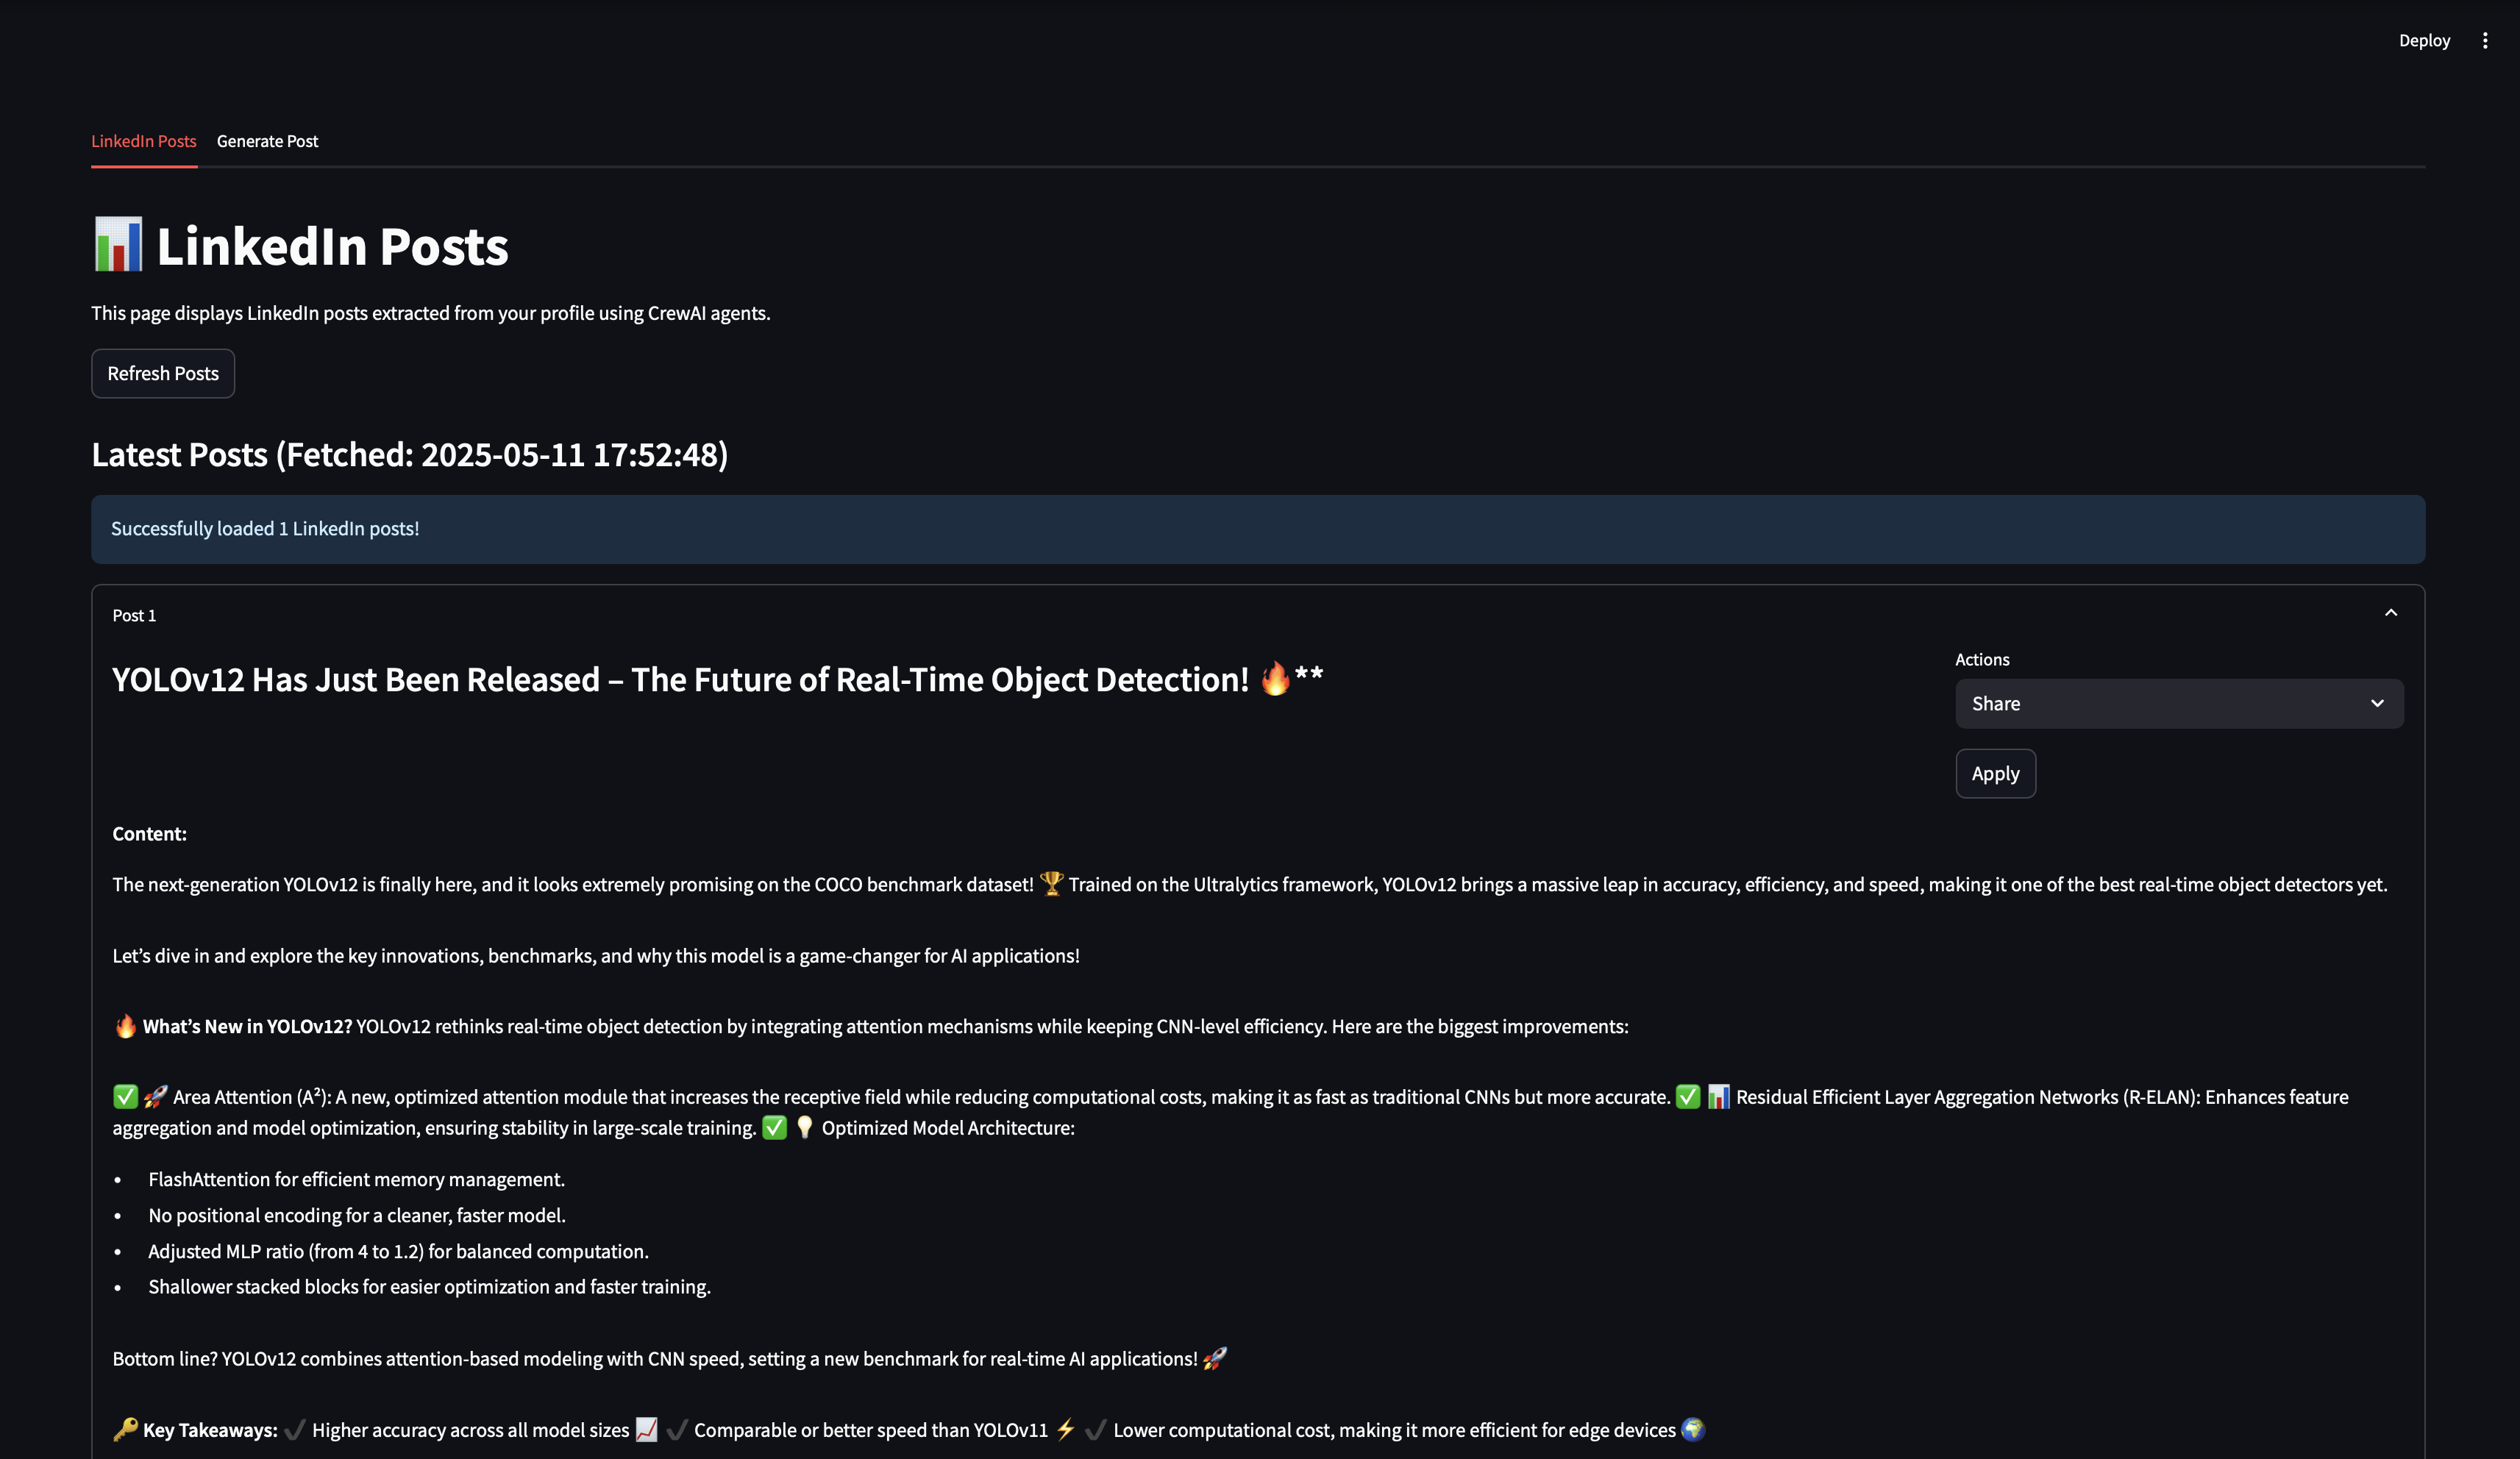 Deploy
LinkedIn Posts
Generate Post
📊 LinkedIn Posts
This page displays LinkedIn posts extracted from your profile using CrewAI agents.
Refresh Posts
Latest Posts (Fetched: 2025-05-11 17:52:48)
Successfully loaded 1 LinkedIn posts!
Post 1
YOLOv12 Has Just Been Released – The Future of Real-Time Object Detection! 🔥**
Actions
Share
Apply
Content:
The next-generation YOLOv12 is finally here, and it looks extremely promising on the COCO benchmark dataset! 🏆 Trained on the Ultralytics framework, YOLOv12 brings a massive leap in accuracy, efficiency, and speed, making it one of the best real-time object detectors yet.
Let’s dive in and explore the key innovations, benchmarks, and why this model is a game-changer for AI applications!
🔥 What’s New in YOLOv12? YOLOv12 rethinks real-time object detection by integrating attention mechanisms while keeping CNN-level efficiency. Here are the biggest improvements:
✅ 🚀 Area Attention (A²): A new, optimized attention module that increases the receptive field while reducing computational costs, making it as fast as traditional CNNs but more accurate. ✅ 📊 Residual Efficient Layer Aggregation Networks (R-ELAN): Enhances feature
aggregation and model optimization, ensuring stability in large-scale training. ✅ 💡 Optimized Model Architecture:
• FlashAttention for efficient memory management.
• No positional encoding for a cleaner, faster model.
• Adjusted MLP ratio (from 4 to 1.2) for balanced computation.
• Shallower stacked blocks for easier optimization and faster training.
Bottom line? YOLOv12 combines attention-based modeling with CNN speed, setting a new benchmark for real-time AI applications! 🚀
🔑 Key Takeaways: ✔️ Higher accuracy across all model sizes 📈 ✔️ Comparable or better speed than YOLOv11 ⚡ ✔️ Lower computational cost, making it more efficient for edge devices 🌍